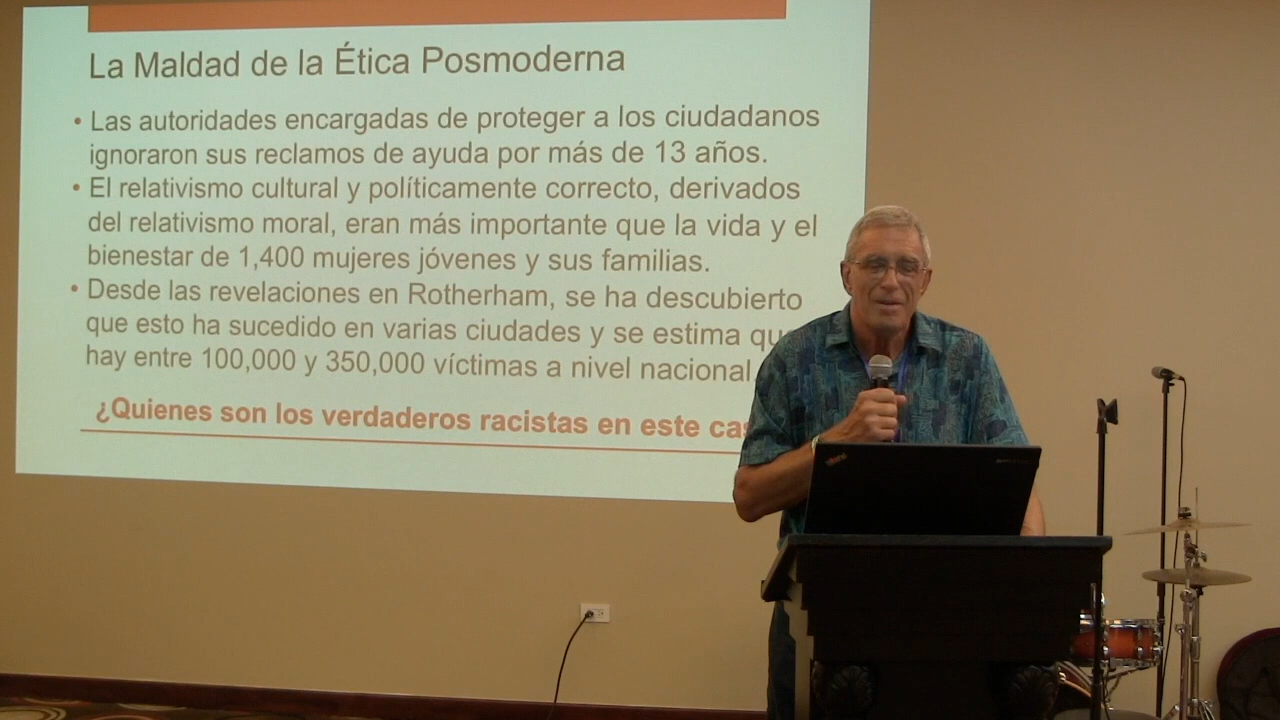 La Maldad de la Ética Posmoderna
• Las autoridades encargadas de proteger a los ciudadanos
ignoraron sus reclamos de ayuda por más de 13 años.
• El relativismo cultural y políticamente correcto, derivados
del relativismo moral, eran más importante que la vida y el
bienestar de 1,400 mujeres jóvenes y sus familias.
• Desde las revelaciones en Rotherham, se ha descubierto
que esto ha sucedido en varias ciudades y se estima qu
hay entre 100,000 y 350,000 víctimas a nivel nacional
¿Quienes son los verdaderos racistas en este cas